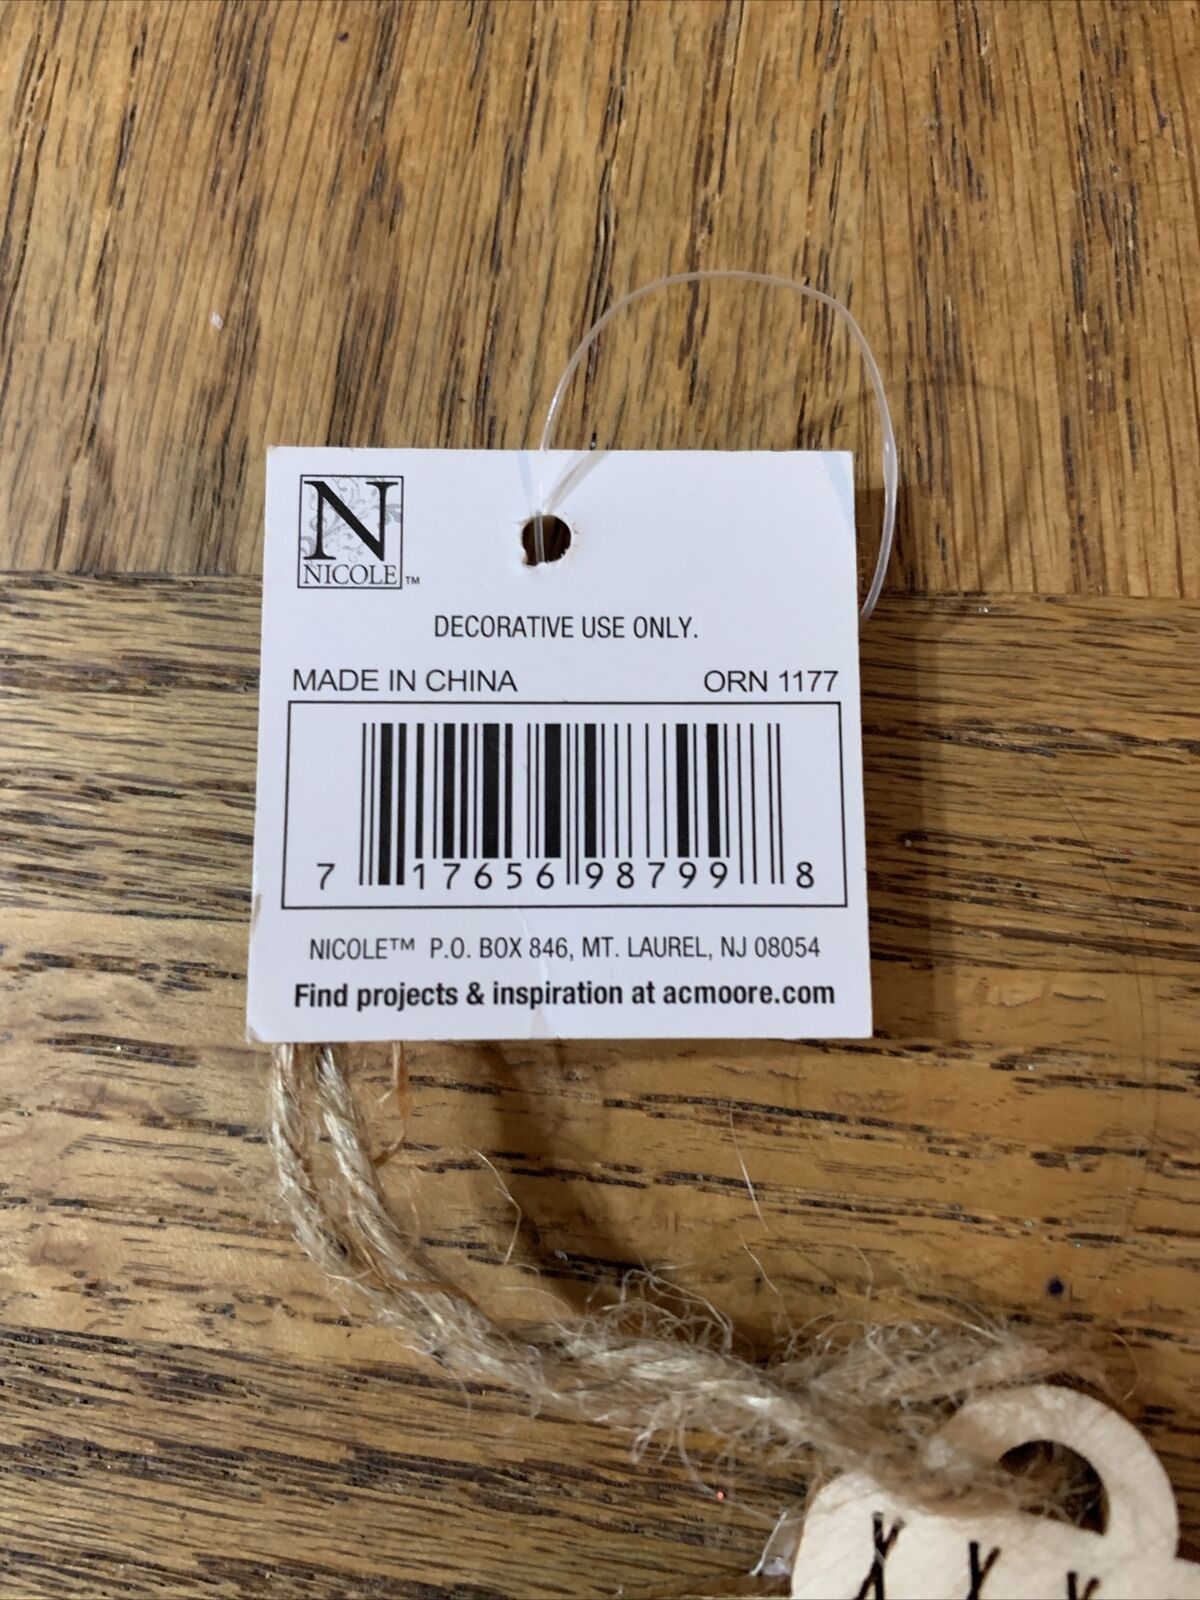 N
NICOLE™
DECORATIVE USE ONLY.
MADE IN CHINA ORN 1177
7 17656 98799 8
NICOLE™ P.O. BOX 846, MT. LAUREL, NJ 08054
Find projects & inspiration at acmoore.com